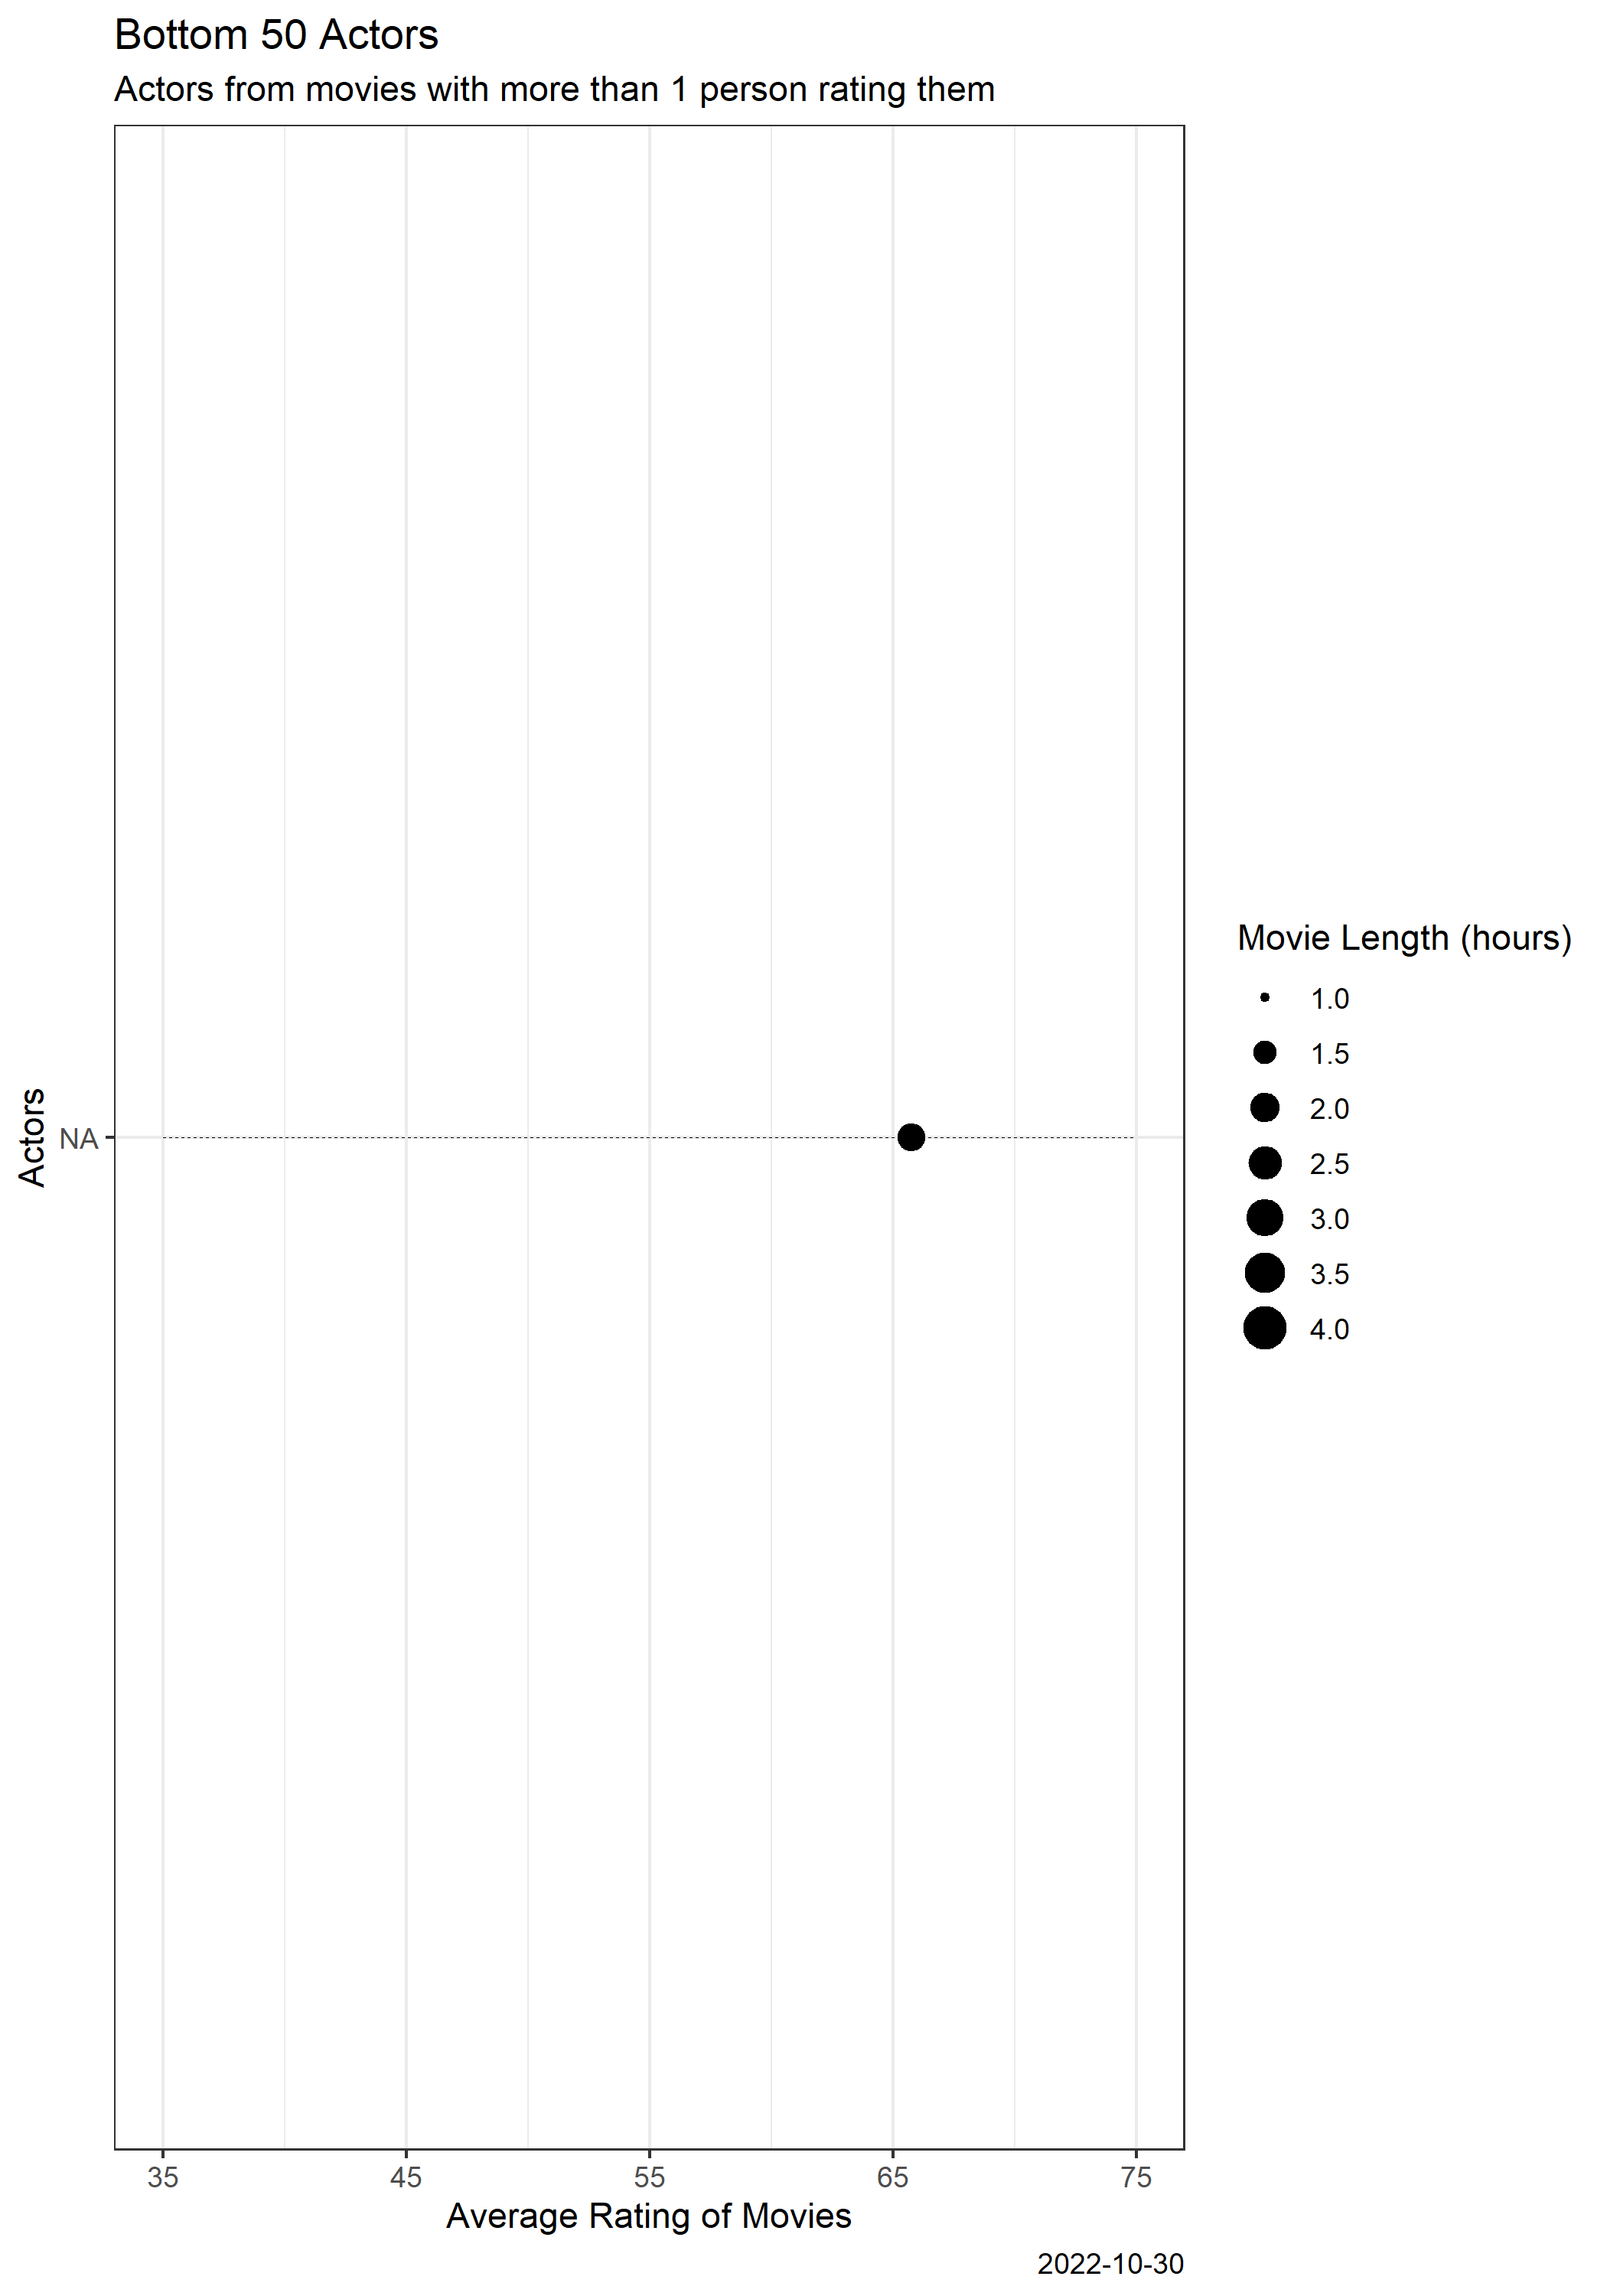 Bottom 50 Actors
Actors from movies with more than 1 person rating them
Actors
NA
Movie Length (hours)
1.0
1.5
2.0
2.5
3.0
3.5
4.0
35 45 55 65 75
Average Rating of Movies
2022-10-30